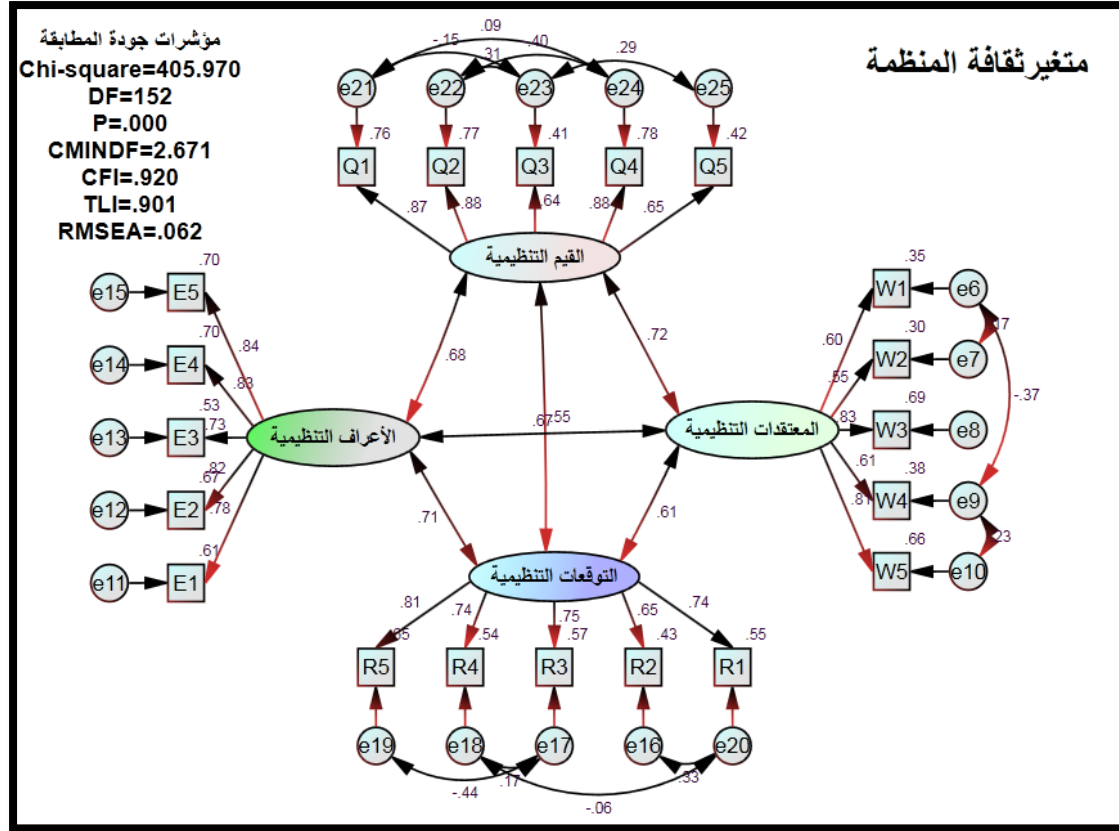 متغيرثقافة المنظمة
مؤشرات جودة المطابقة
Chi-square=405.970
DF=152
P=.000
CMINDF=2.671
CFI=.920
TLI=.901
RMSEA=.062
.09
-.15 .40
.31 .29
e21 e22 e23 e24 e25
.76 .77 .41 .78 .42
Q1 Q2 Q3 Q4 Q5
.87 .88 .64 .88 .65
القيم التنظيمية
.68 .72
.67 .55
.71 .61
الأعراف التنظيمية
.70
e15 E5
.84
.70
e14 E4
.83
.53
e13 E3 .73
.82
.67
e12 E2 .78
.61
e11 E1
المعتقدات التنظيمية
.35
.60 W1 e6
.30 .17
.55 W2 e7
-.37
.69
.83 W3 e8
.38
.61 W4 e9
.81 .23
.66
W5 e10
التوقعات التنظيمية
.81 .74 .75 .65 .74
.54 .57 .43 .55
R5 R4 R3 R2 R1
e19 e18 e17 e16 e20
-.44 .17 .33
-.06